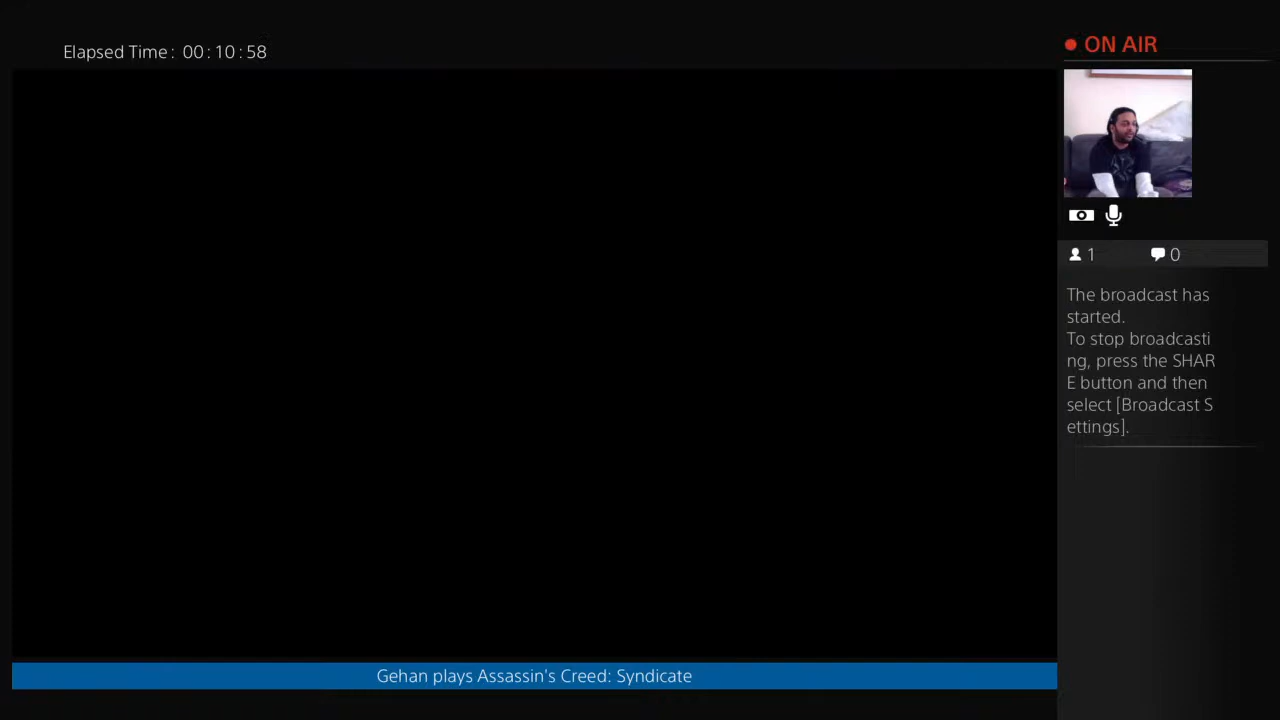 Elapsed Time: 00:10:58
ON AIR
1 0
The broadcast has
started.
To stop broadcasti
ng, press the SHAR
E button and then
select [Broadcast S
ettings].
Gehan plays Assassin's Creed: Syndicate